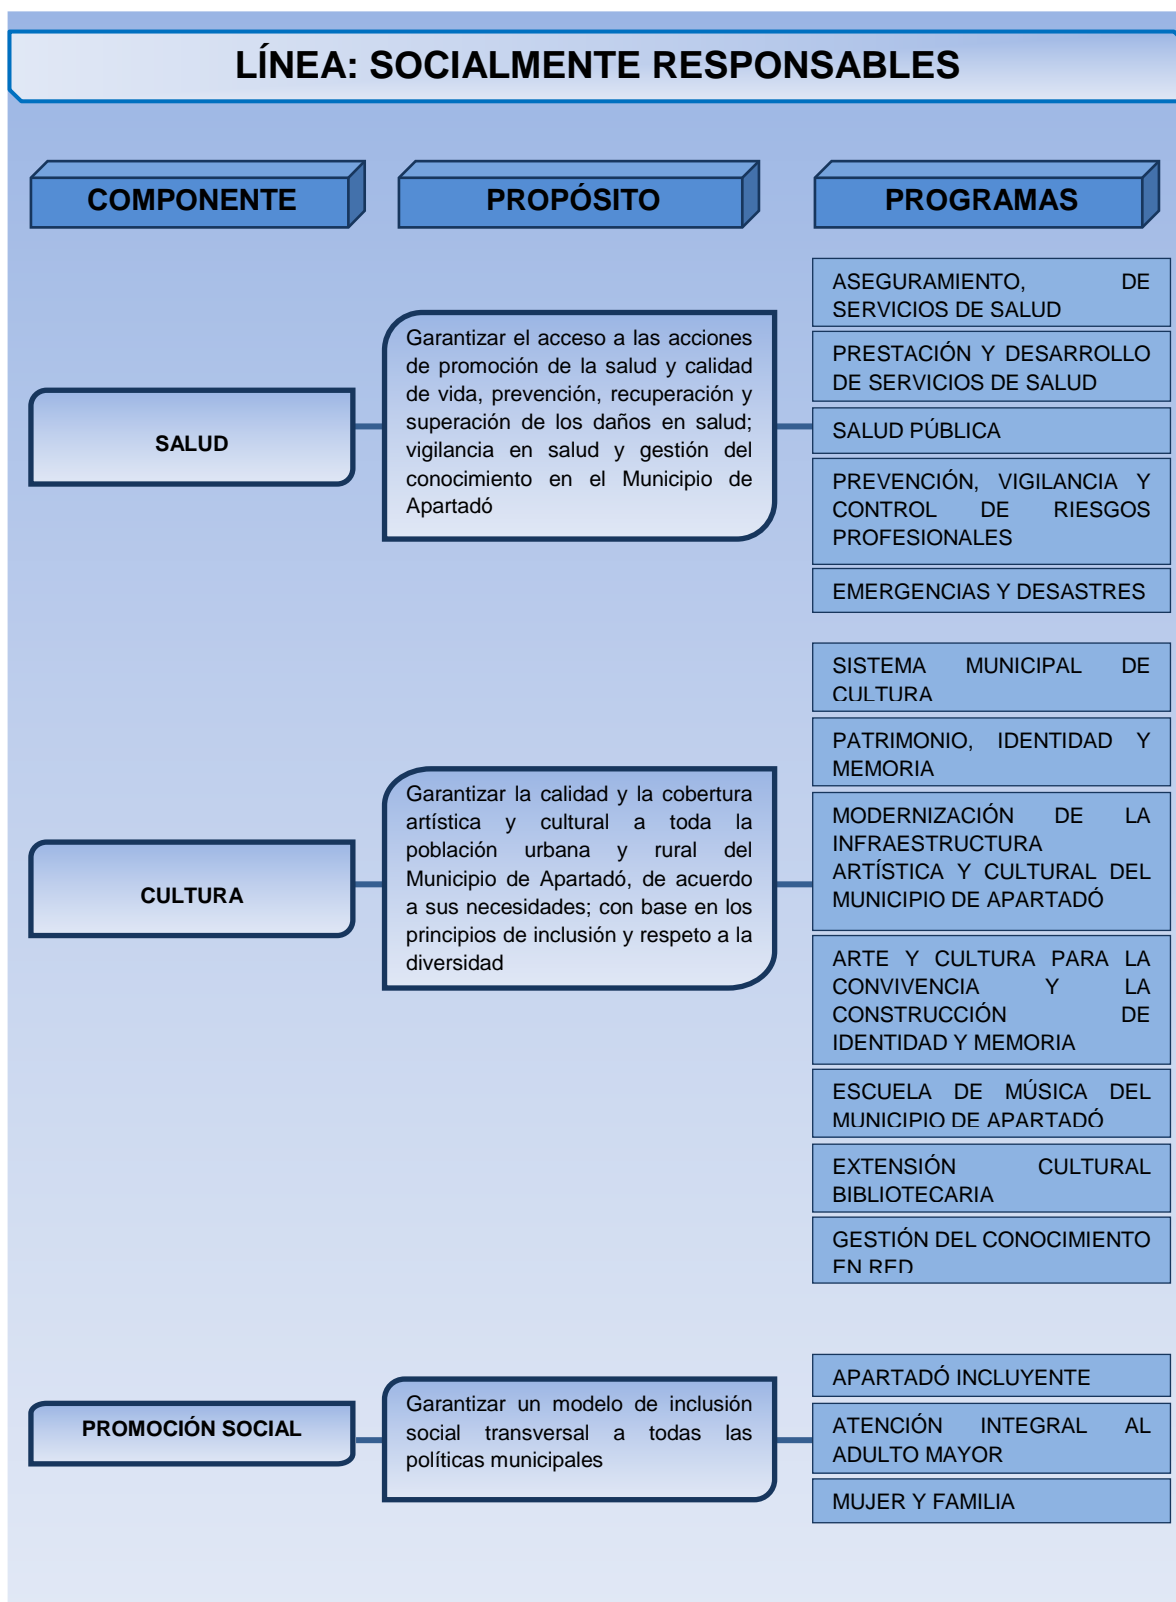 LÍNEA: SOCIALMENTE RESPONSABLES
COMPONENTE
PROPÓSITO
PROGRAMAS
SALUD
Garantizar el acceso a las acciones
de promoción de la salud y calidad
de vida, prevención, recuperación y
superación de los daños en salud;
vigilancia en salud y gestión del
conocimiento en el Municipio de
Apartadó
ASEGURAMIENTO, DE
SERVICIOS DE SALUD
PRESTACIÓN Y DESARROLLO
DE SERVICIOS DE SALUD
SALUD PÚBLICA
PREVENCIÓN, VIGILANCIA Y
CONTROL DE RIESGOS
PROFESIONALES
EMERGENCIAS Y DESASTRES
CULTURA
Garantizar la calidad y la cobertura
artística y cultural a toda la
población urbana y rural del
Municipio de Apartadó, de acuerdo
a sus necesidades; con base en los
principios de inclusión y respeto a la
diversidad
SISTEMA MUNICIPAL DE
CULTURA
PATRIMONIO, IDENTIDAD Y
MEMORIA
MODERNIZACIÓN DE LA
INFRAESTRUCTURA
ARTÍSTICA Y CULTURAL DEL
MUNICIPIO DE APARTADÓ
ARTE Y CULTURA PARA LA
CONVIVENCIA Y LA
CONSTRUCCIÓN DE
IDENTIDAD Y MEMORIA
ESCUELA DE MÚSICA DEL
MUNICIPIO DE APARTADÓ
EXTENSIÓN CULTURAL
BIBLIOTECARIA
GESTIÓN DEL CONOCIMIENTO
EN RED
PROMOCIÓN SOCIAL
Garantizar un modelo de inclusión
social transversal a todas las
políticas municipales
APARTADÓ INCLUYENTE
ATENCIÓN INTEGRAL AL
ADULTO MAYOR
MUJER Y FAMILIA